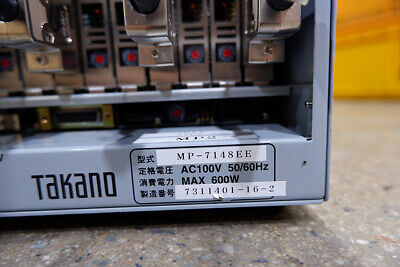 TAKANO
型式 MP-7148EE
定格電圧 AC100V 50/60Hz
消費電力 MAX 600W
製造番号 7311401-16-2